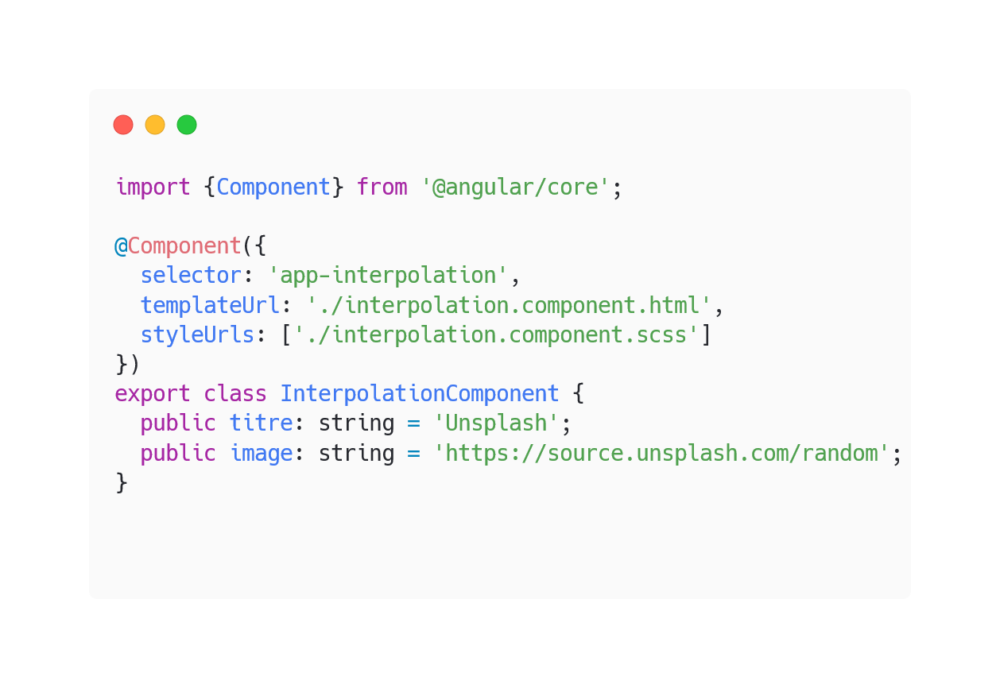 import {Component} from '@angular/core';

@Component({
  selector: 'app-interpolation',
  templateUrl: './interpolation.component.html',
  styleUrls: ['./interpolation.component.scss']
})
export class InterpolationComponent {
  public titre: string = 'Unsplash';
  public image: string = 'https://source.unsplash.com/random';
}